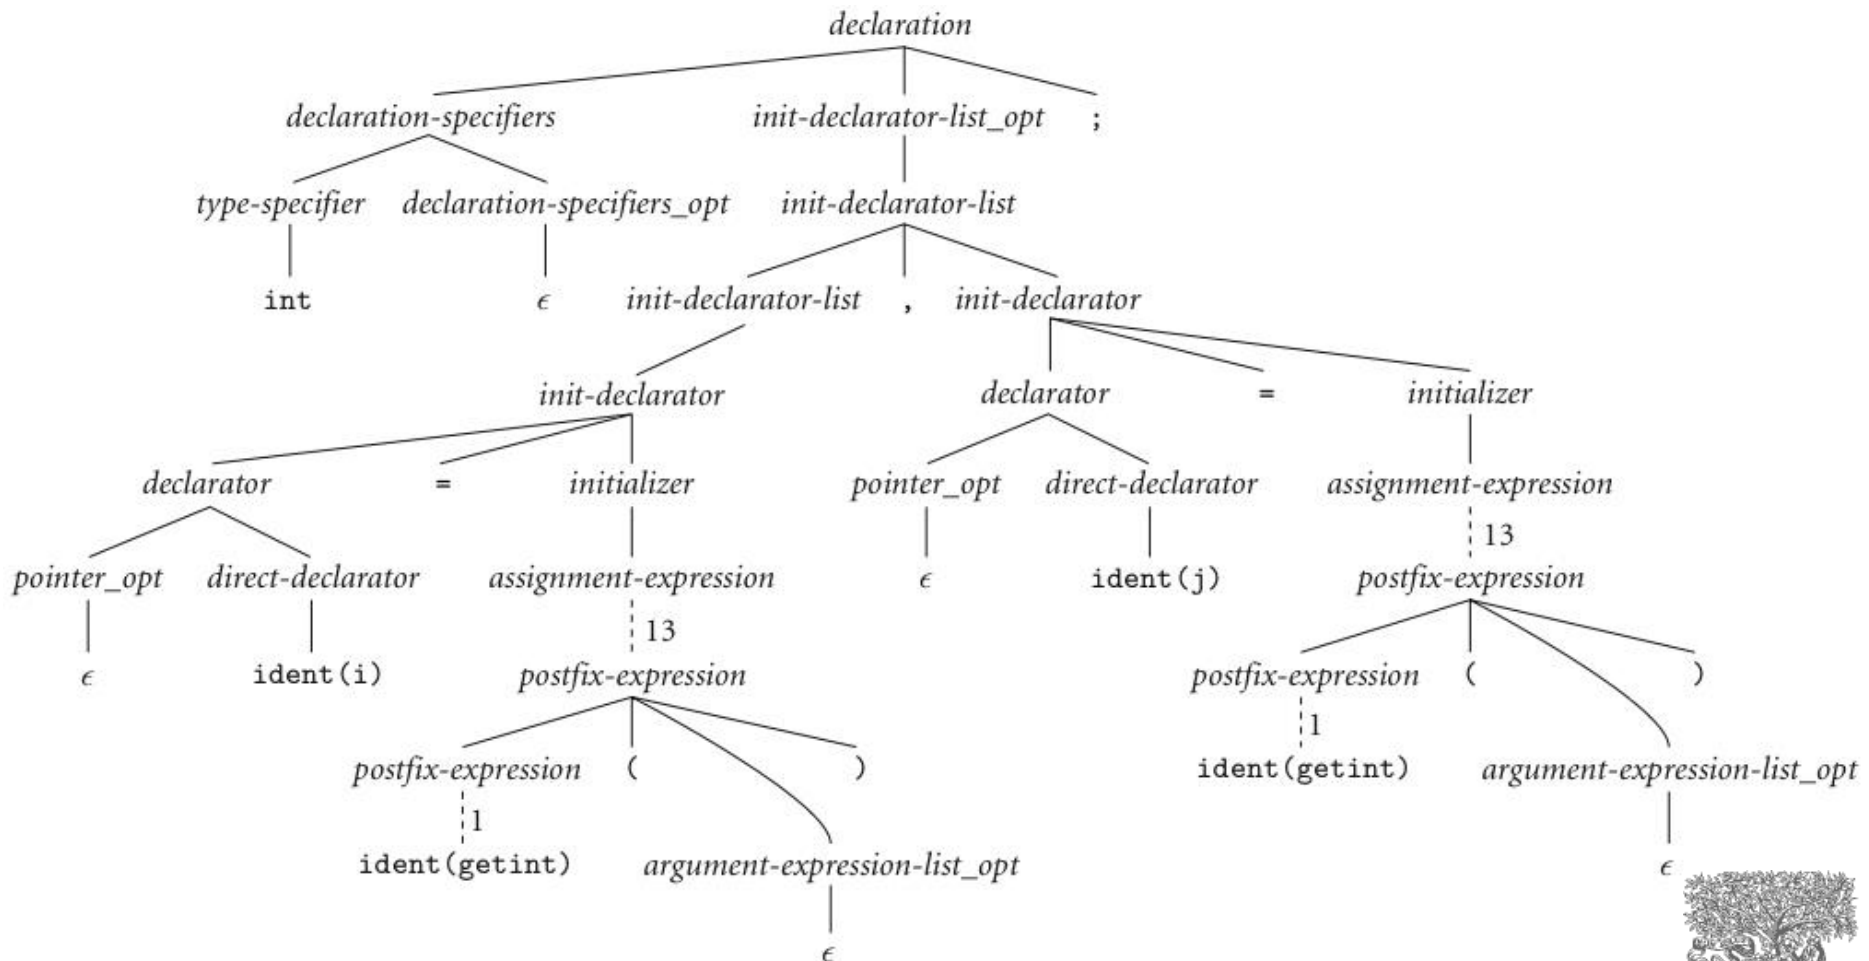 declaration
declaration-specifiers init-declarator-list_opt ;
type-specifier declaration-specifiers_opt init-declarator-list
int ϵ init-declarator-list , init-declarator
init-declarator declarator = initializer
declarator = initializer pointer_opt direct-declarator assignment-expression
13
pointer_opt direct-declarator assignment-expression ϵ ident(j) postfix-expression
13
ϵ ident(i) postfix-expression postfix-expression ( )
1
postfix-expression ( ) ident(getint) argument-expression-list_opt
1
ident(getint) argument-expression-list_opt ϵ
ϵ